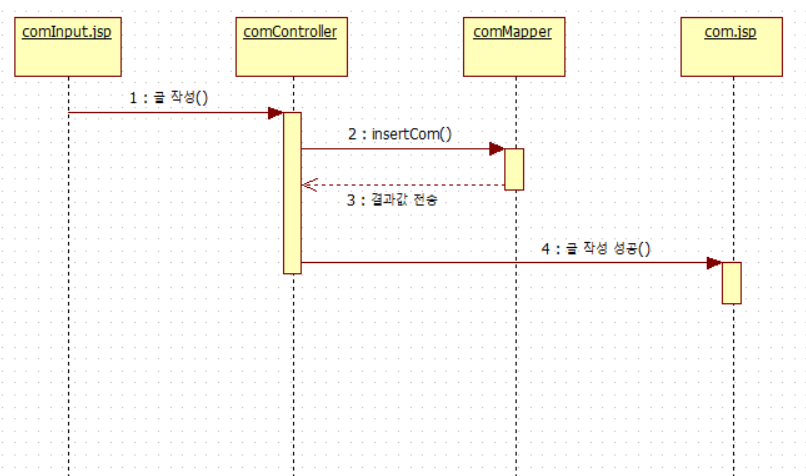 comInput.jsp
comController
comMapper
com.jsp
1 : 글 작성()
2 : insertCom()
3 : 결과값 전송
4 : 글 작성 성공()